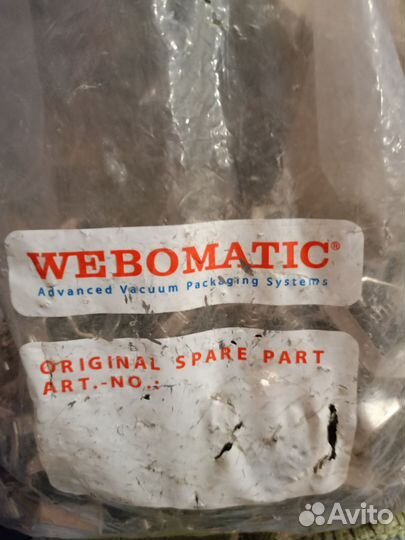 WEBOMATIC®
Advanced Vacuum Packaging Systems
ORIGINAL SPARE PART
ART.-NO.:
Avito